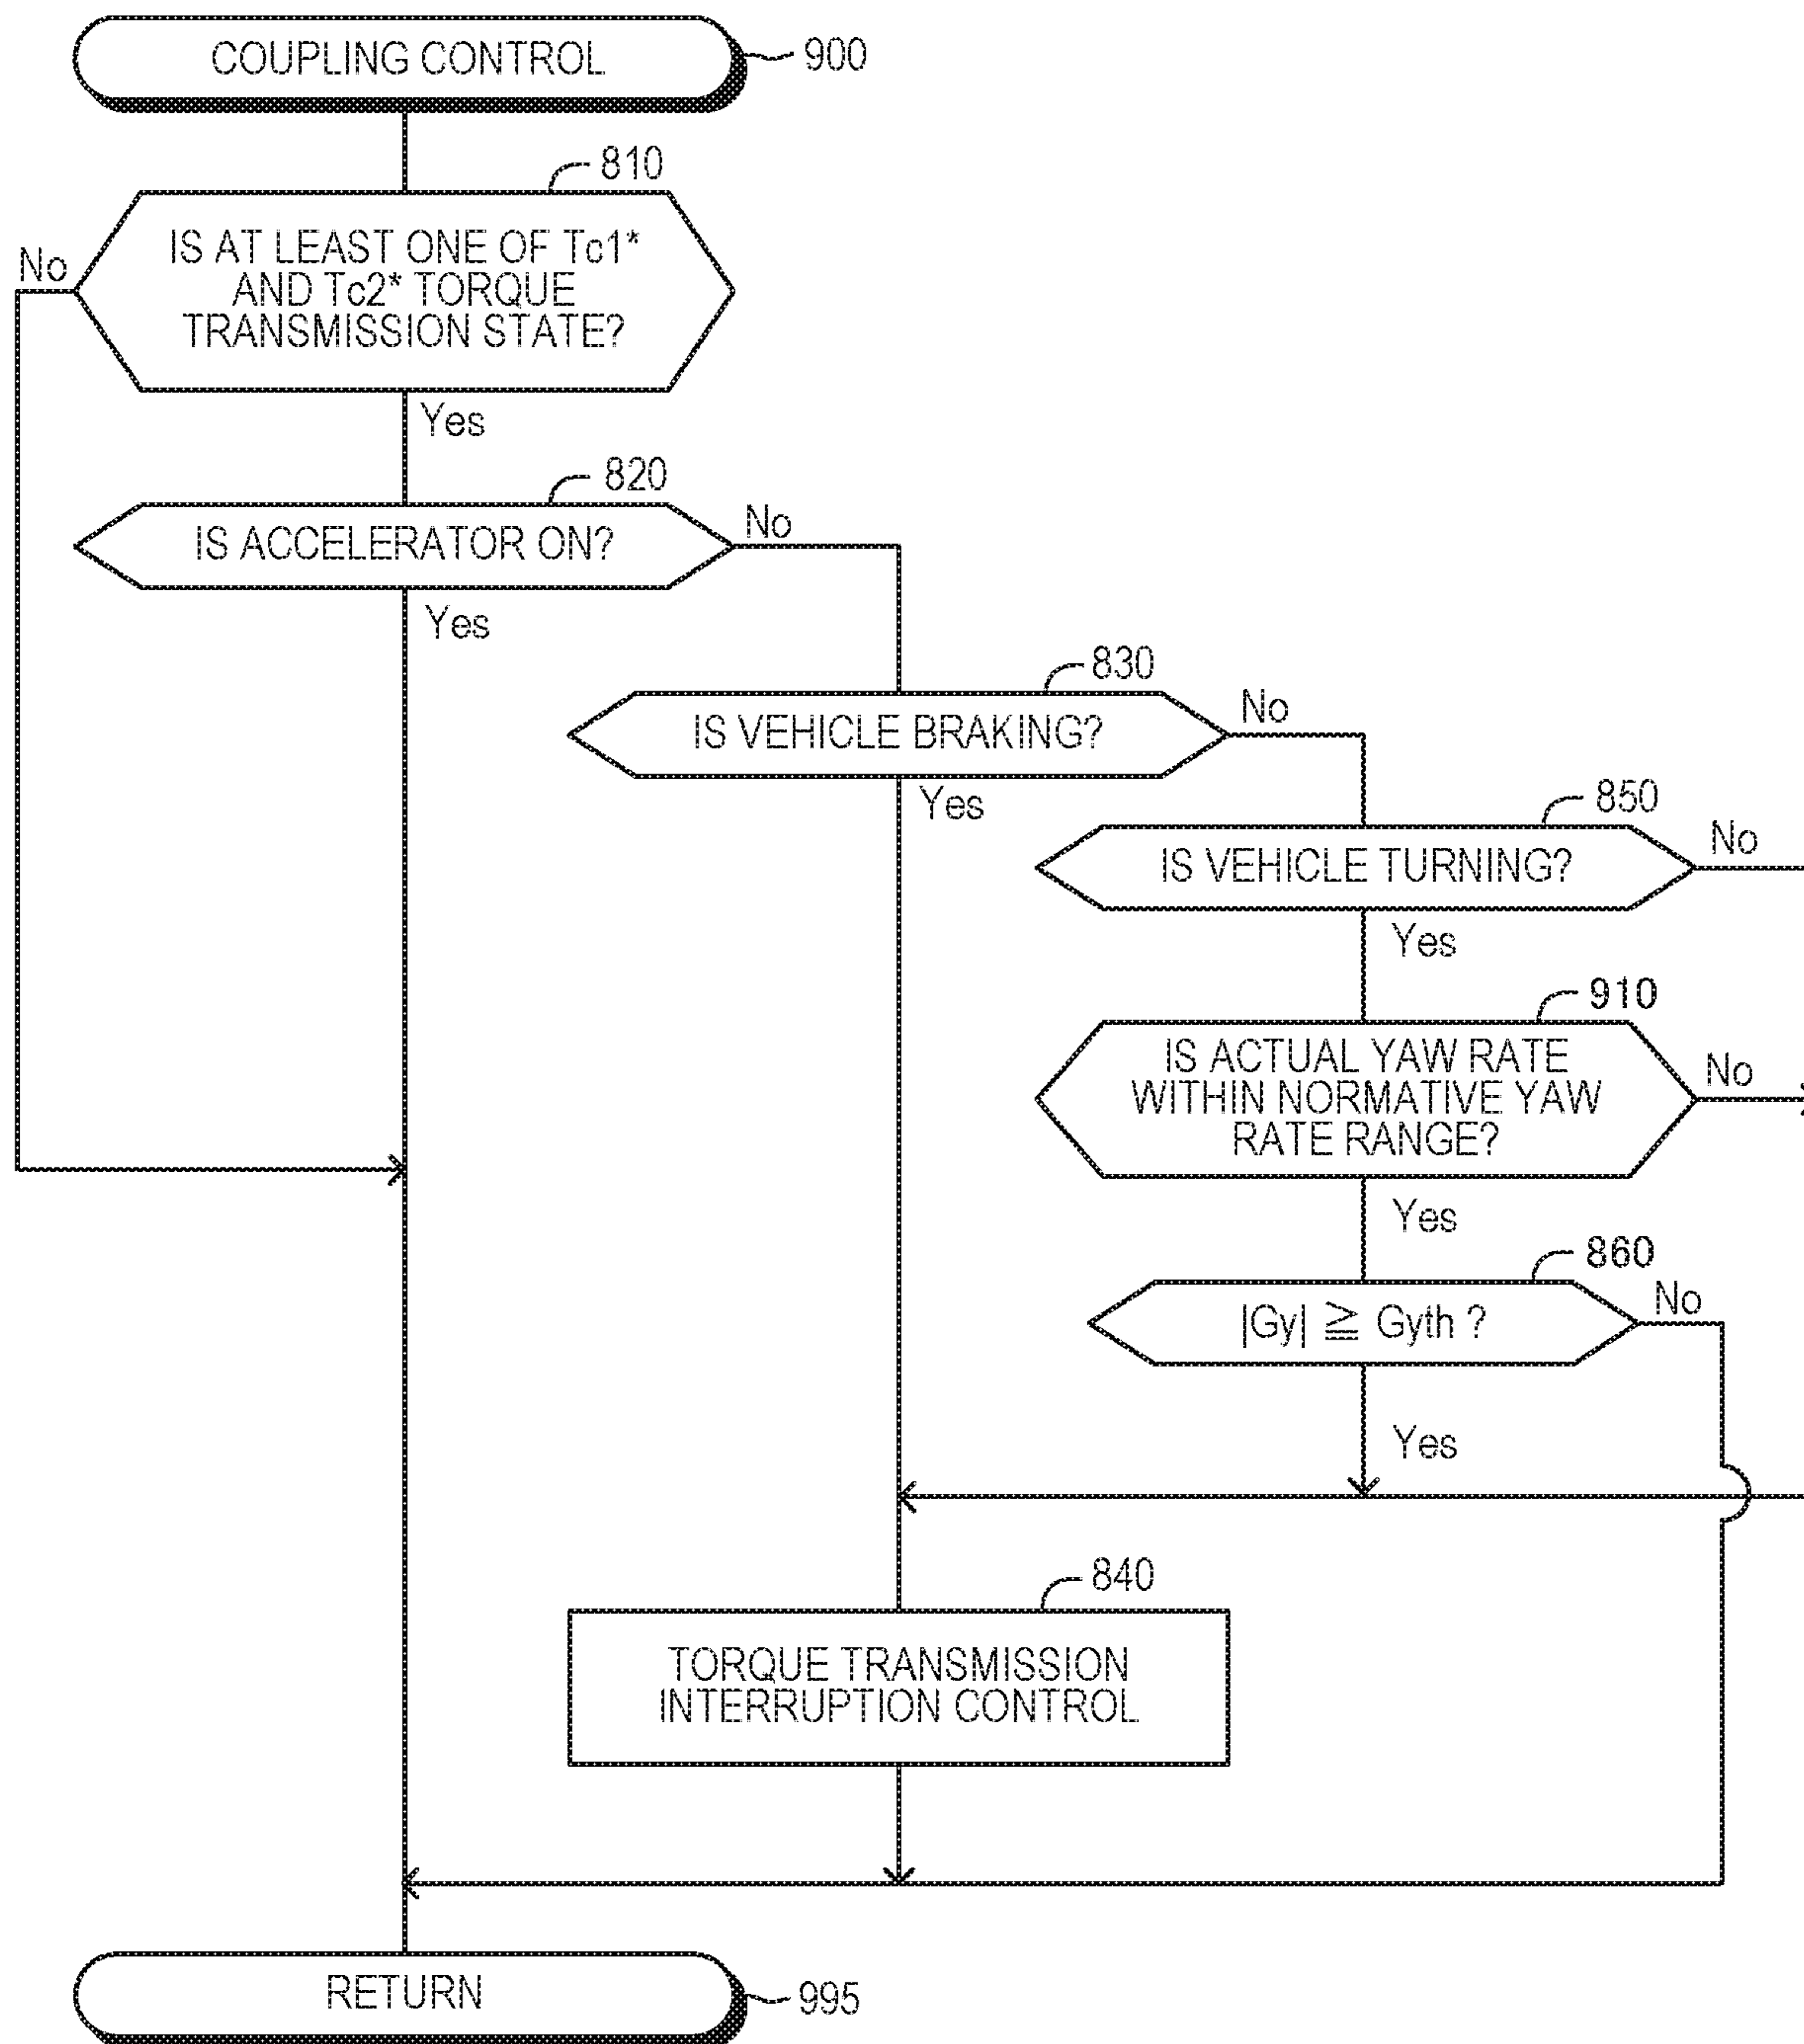 COUPLING CONTROL
900
810
IS AT LEAST ONE OF Tc1*
AND Tc2* TORQUE
TRANSMISSION STATE?
No
Yes
820
IS ACCELERATOR ON?
No
Yes
830
IS VEHICLE BRAKING?
No
Yes
850
IS VEHICLE TURNING?
No
Yes
910
IS ACTUAL YAW RATE
WITHIN NORMATIVE YAW
RATE RANGE?
No
Yes
860
|Gy| ≧ Gyth ?
No
Yes
840
TORQUE TRANSMISSION
INTERRUPTION CONTROL
RETURN
995